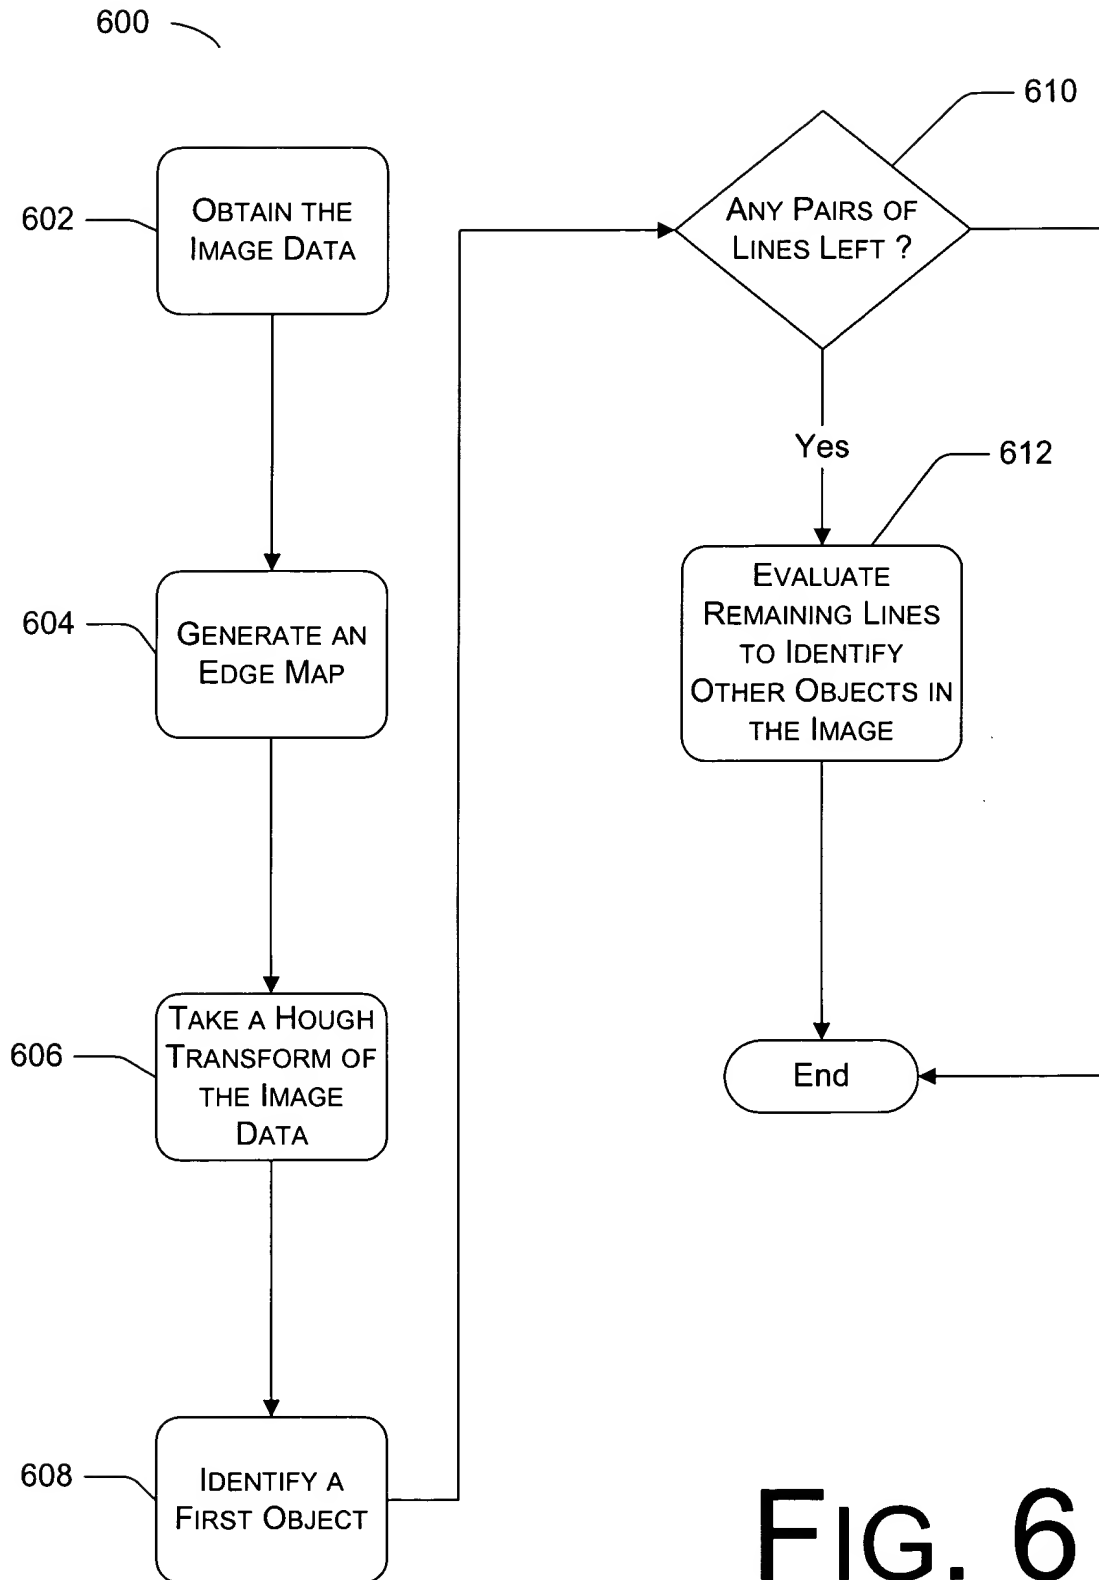 600
602
OBTAIN THE
IMAGE DATA
604
GENERATE AN
EDGE MAP
606
TAKE A HOUGH
TRANSFORM OF
THE IMAGE
DATA
608
IDENTIFY A
FIRST OBJECT
610
ANY PAIRS OF
LINES LEFT ?
Yes
612
EVALUATE
REMAINING LINES
TO IDENTIFY
OTHER OBJECTS IN
THE IMAGE
End
FIG. 6